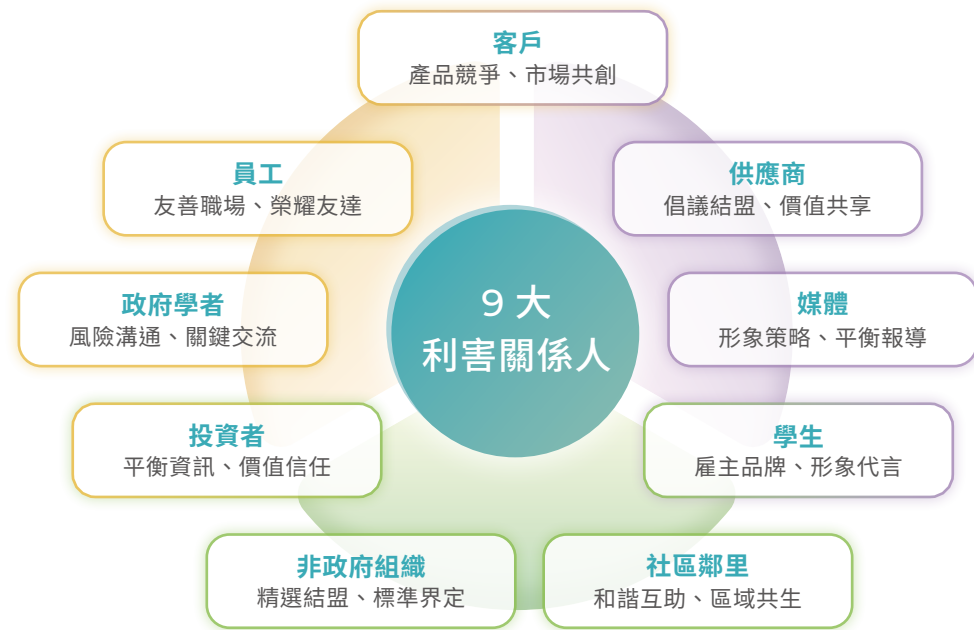 客戶
產品競爭、市場共創
員工
友善職場、榮耀友達
供應商
倡議結盟、價值共享
9 大
利害關係人
政府學者
風險溝通、關鍵交流
媒體
形象策略、平衡報導
投資者
平衡資訊、價值信任
學生
雇主品牌、形象代言
非政府組織
精選結盟、標準界定
社區鄰里
和諧互助、區域共生